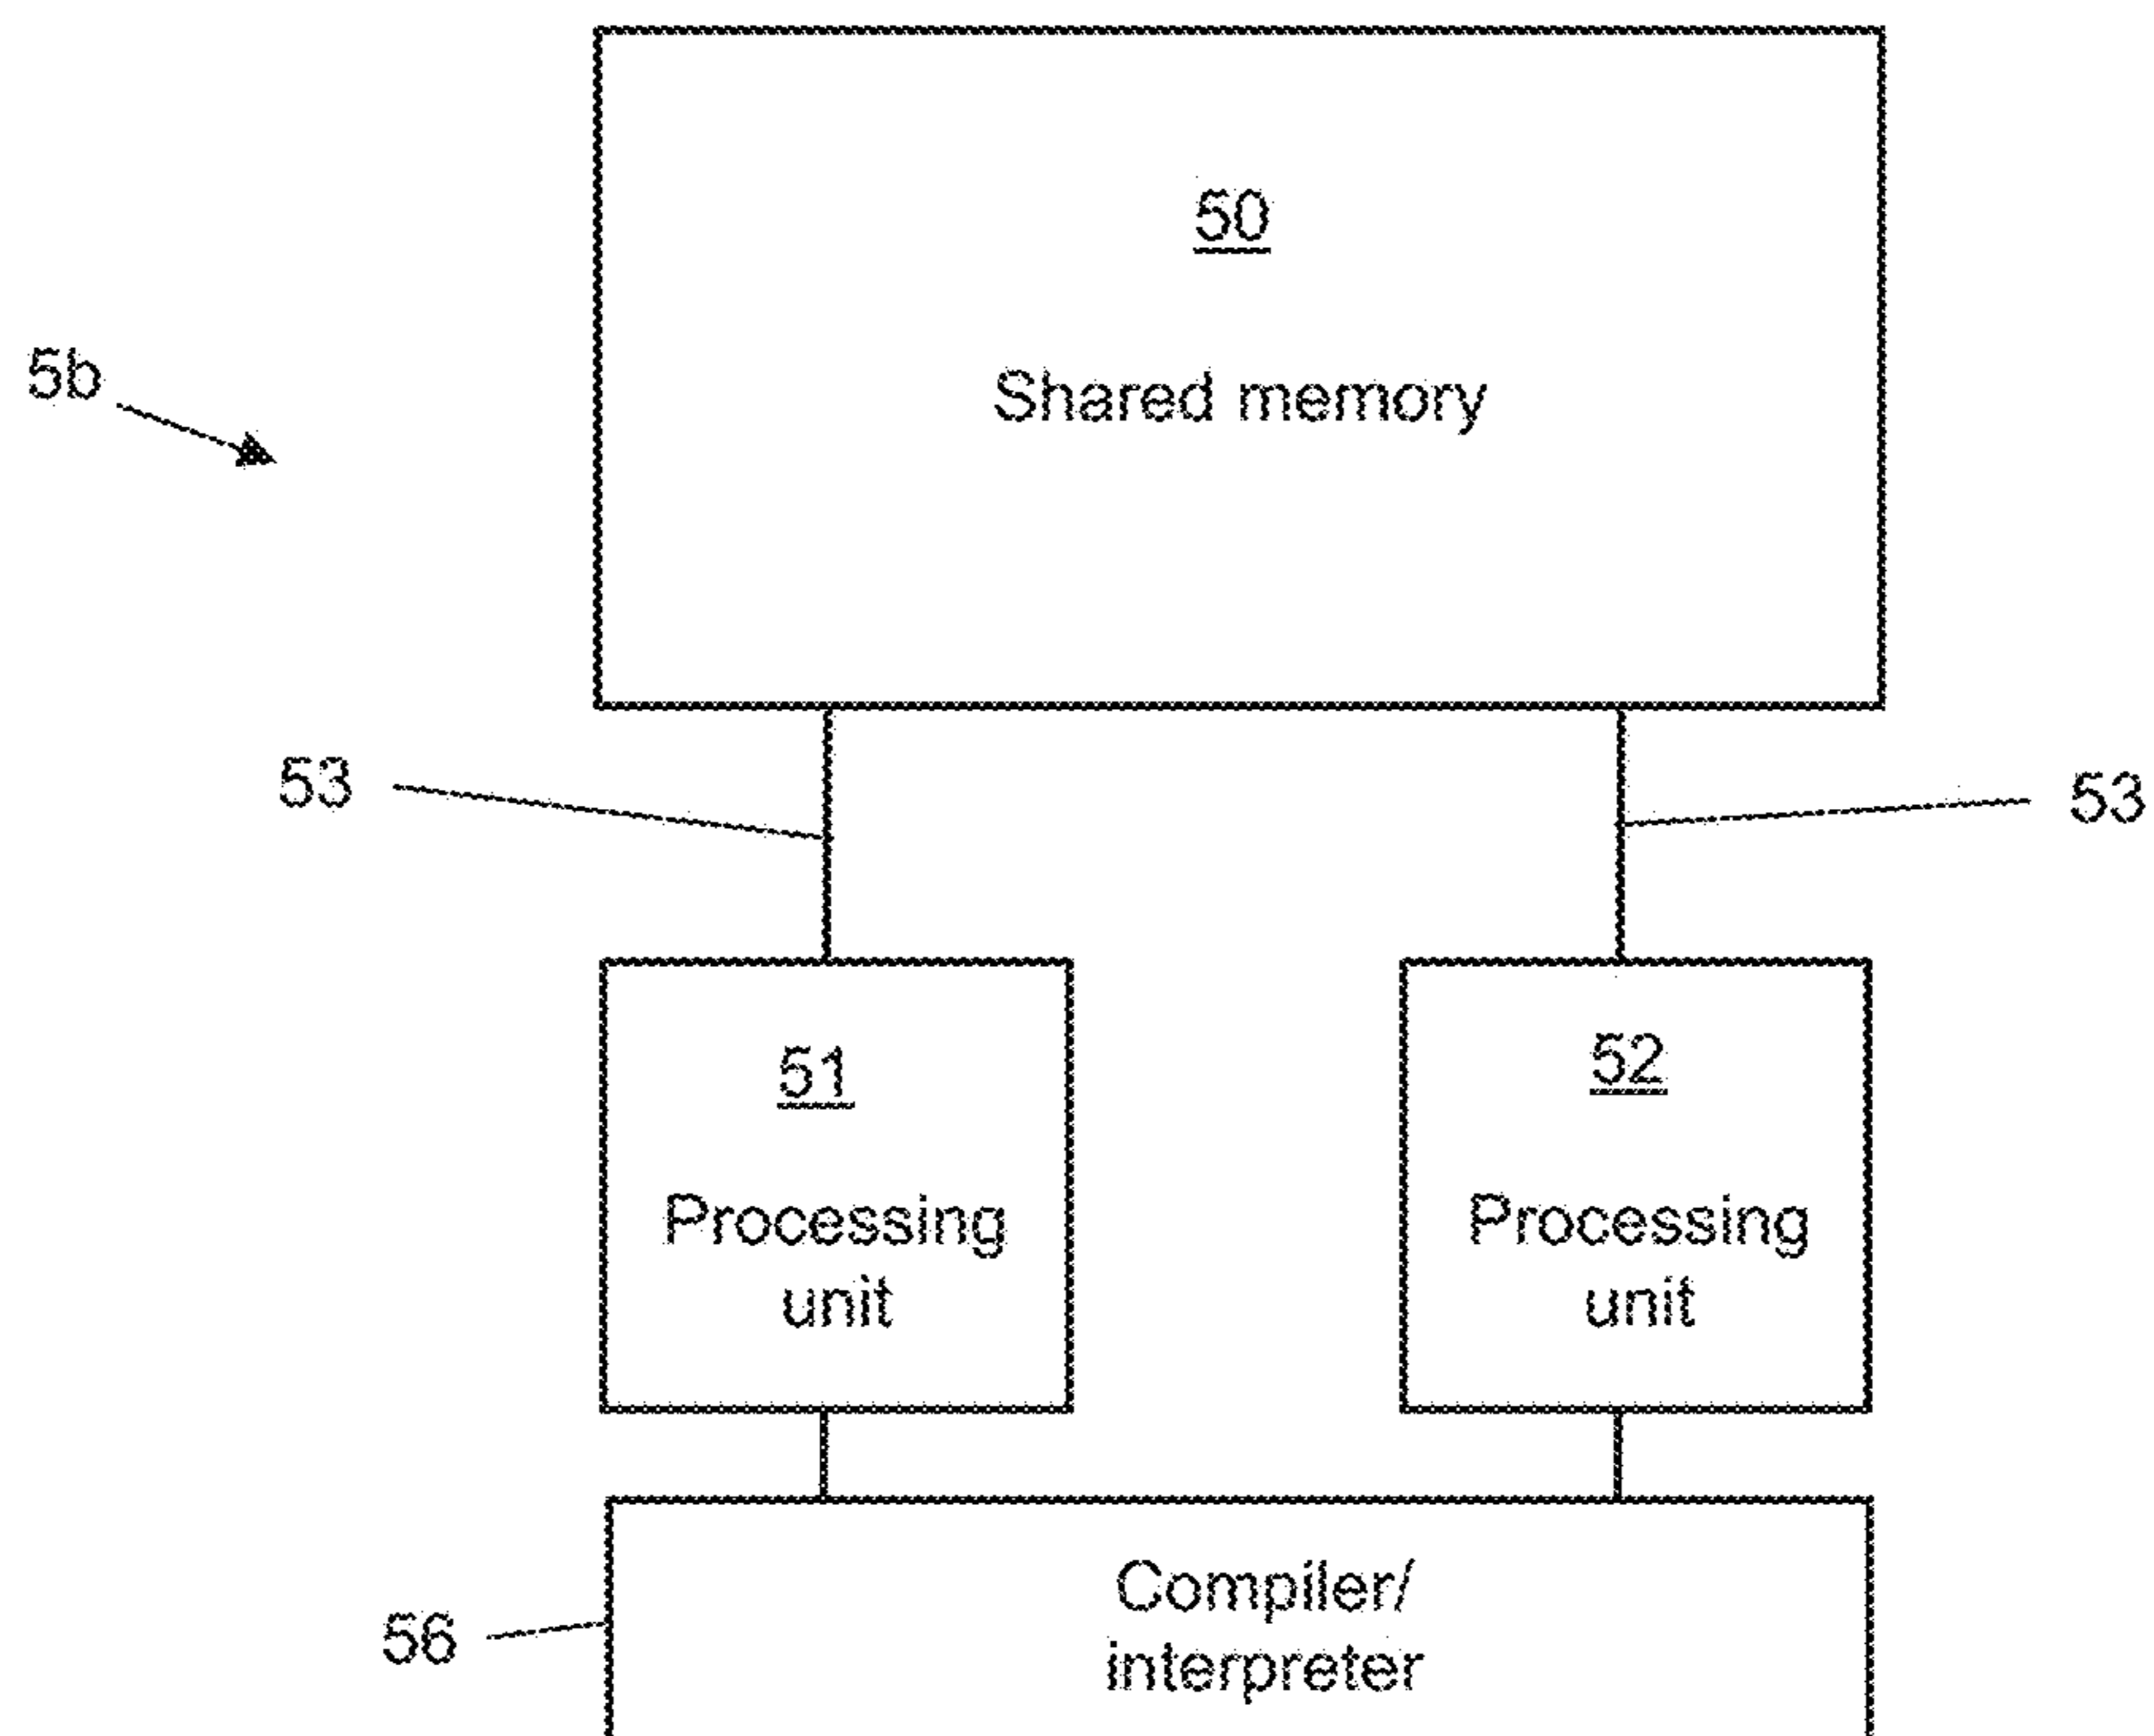 50
5b
Shared memory
53
53
51
52
Processing
unit
Processing
unit
Compiler/
interpreter
56